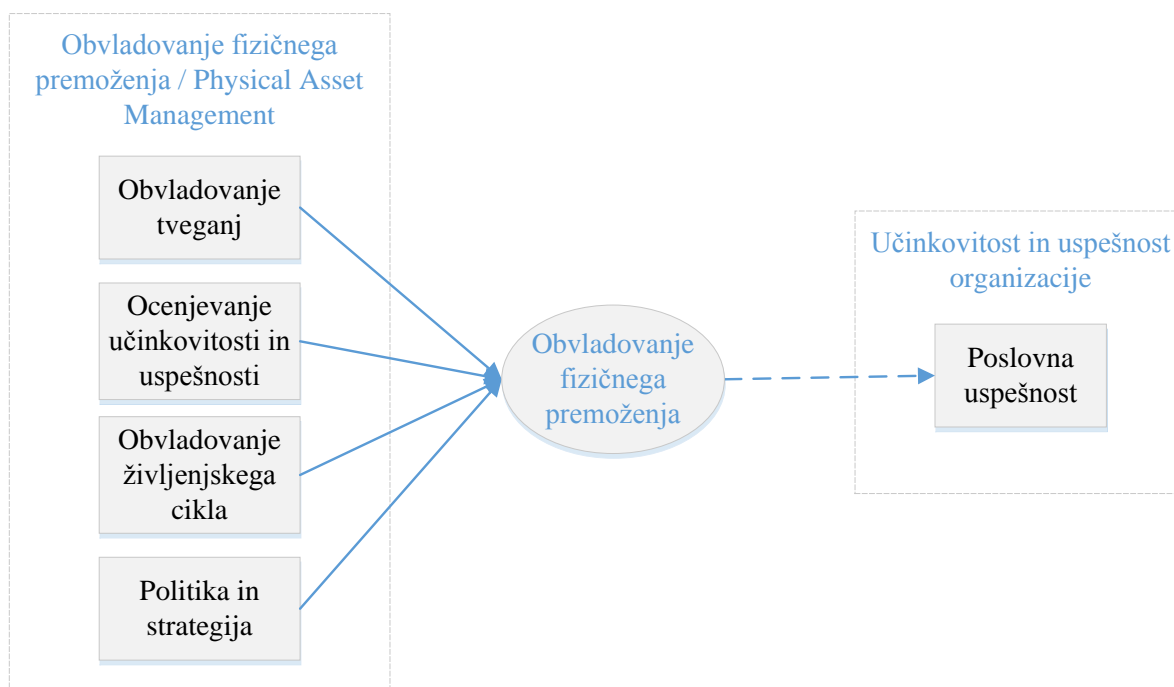 Obvladovanje fizičnega
premoženja / Physical Asset
Management
Obvladovanje
tveganj
Ocenjevanje
učinkovitosti in
uspešnosti
Obvladovanje
življenjskega
cikla
Politika in
strategija
Obvladovanje
fizičnega
premoženja
Učinkovitost in uspešnost
organizacije
Poslovna
uspešnost